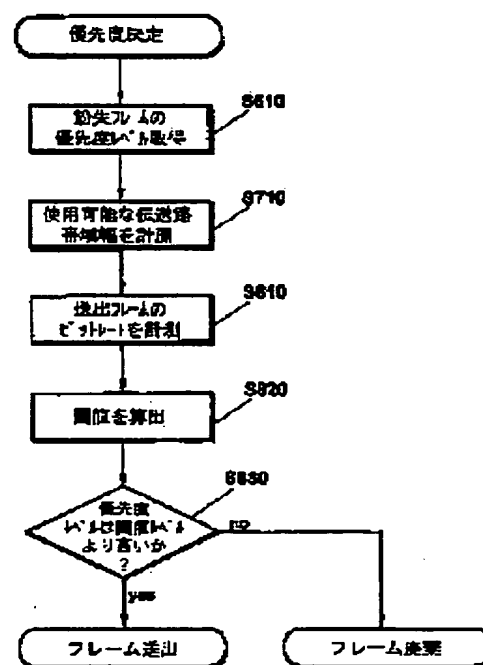 優先度決定
S610
紛失フレームの
優先度レベル取得
S710
使用可能な伝送路
帯域幅を計測
S810
送出フレームの
ビットレートを計測
S820
閾値を算出
S830
優先度
レベルは閾値レベル
より高いか
?
no
yes
フレーム送出
フレーム廃棄